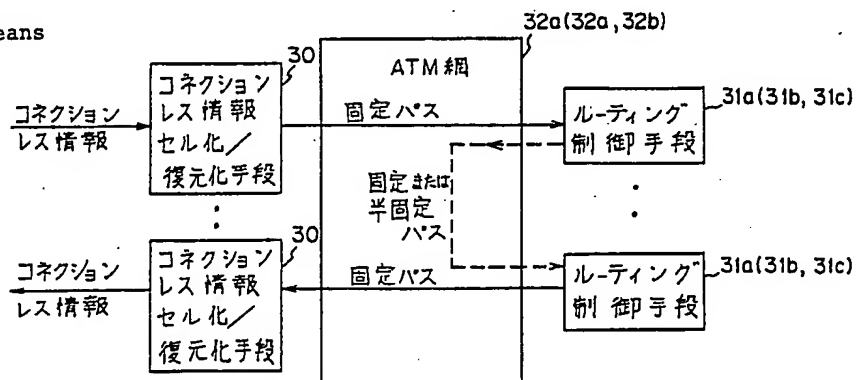 eans
32a(32a, 32b)
30
ATM網
31a(31b, 31c)
コネクション
レス情報
コネクション
レス情報
セル化/
復元化手段
固定パス
ルーティング
制御手段
固定または
半固定
パス
30
31a(31b, 31c)
コネクション
レス情報
コネクション
レス情報
セル化/
復元化手段
固定パス
ルーティング
制御手段